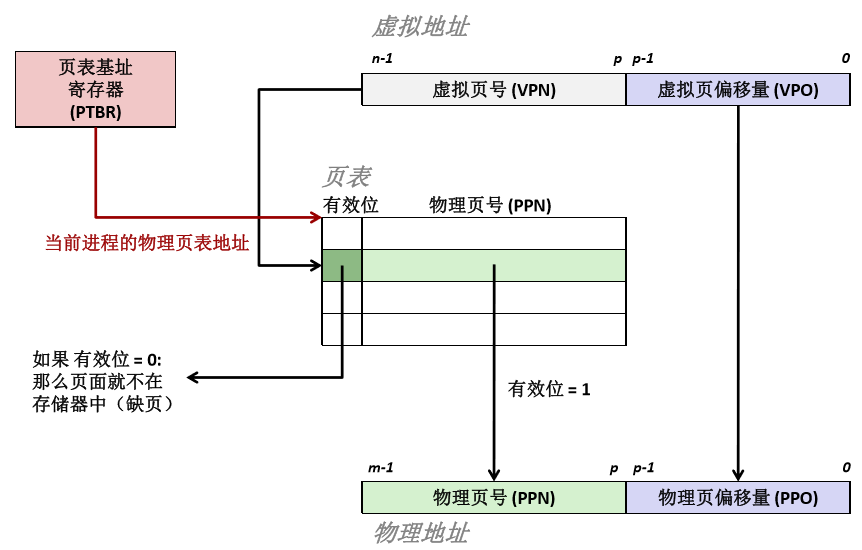 虚拟地址
n-1 p p-1 0
页表基址
寄存器
(PTBR)
虚拟页号 (VPN) 虚拟页偏移量 (VPO)
页表
有效位 物理页号 (PPN)
当前进程的物理页表地址
如果 有效位 = 0:
那么页面就不在
存储器中（缺页）
有效位 = 1
m-1 p p-1 0
物理页号 (PPN) 物理页偏移量 (PPO)
物理地址